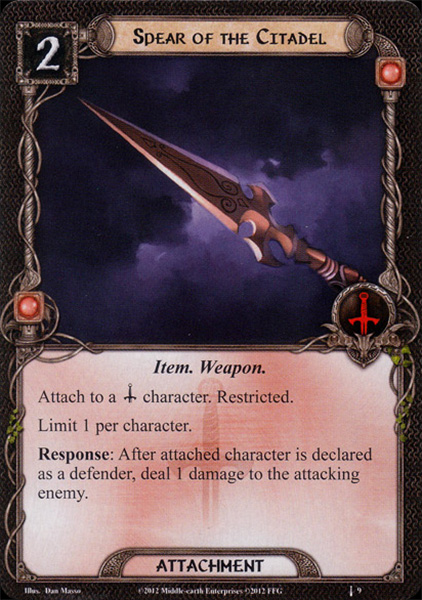 2
SPEAR OF THE CITADEL
Item. Weapon.
Attach to a character. Restricted.
Limit 1 per character.
Response: After attached character is declared
as a defender, deal 1 damage to the attacking
enemy.
ATTACHMENT
Illus. Dan Masso ©2012 Middle-earth Enterprises ©2012 FFG 9